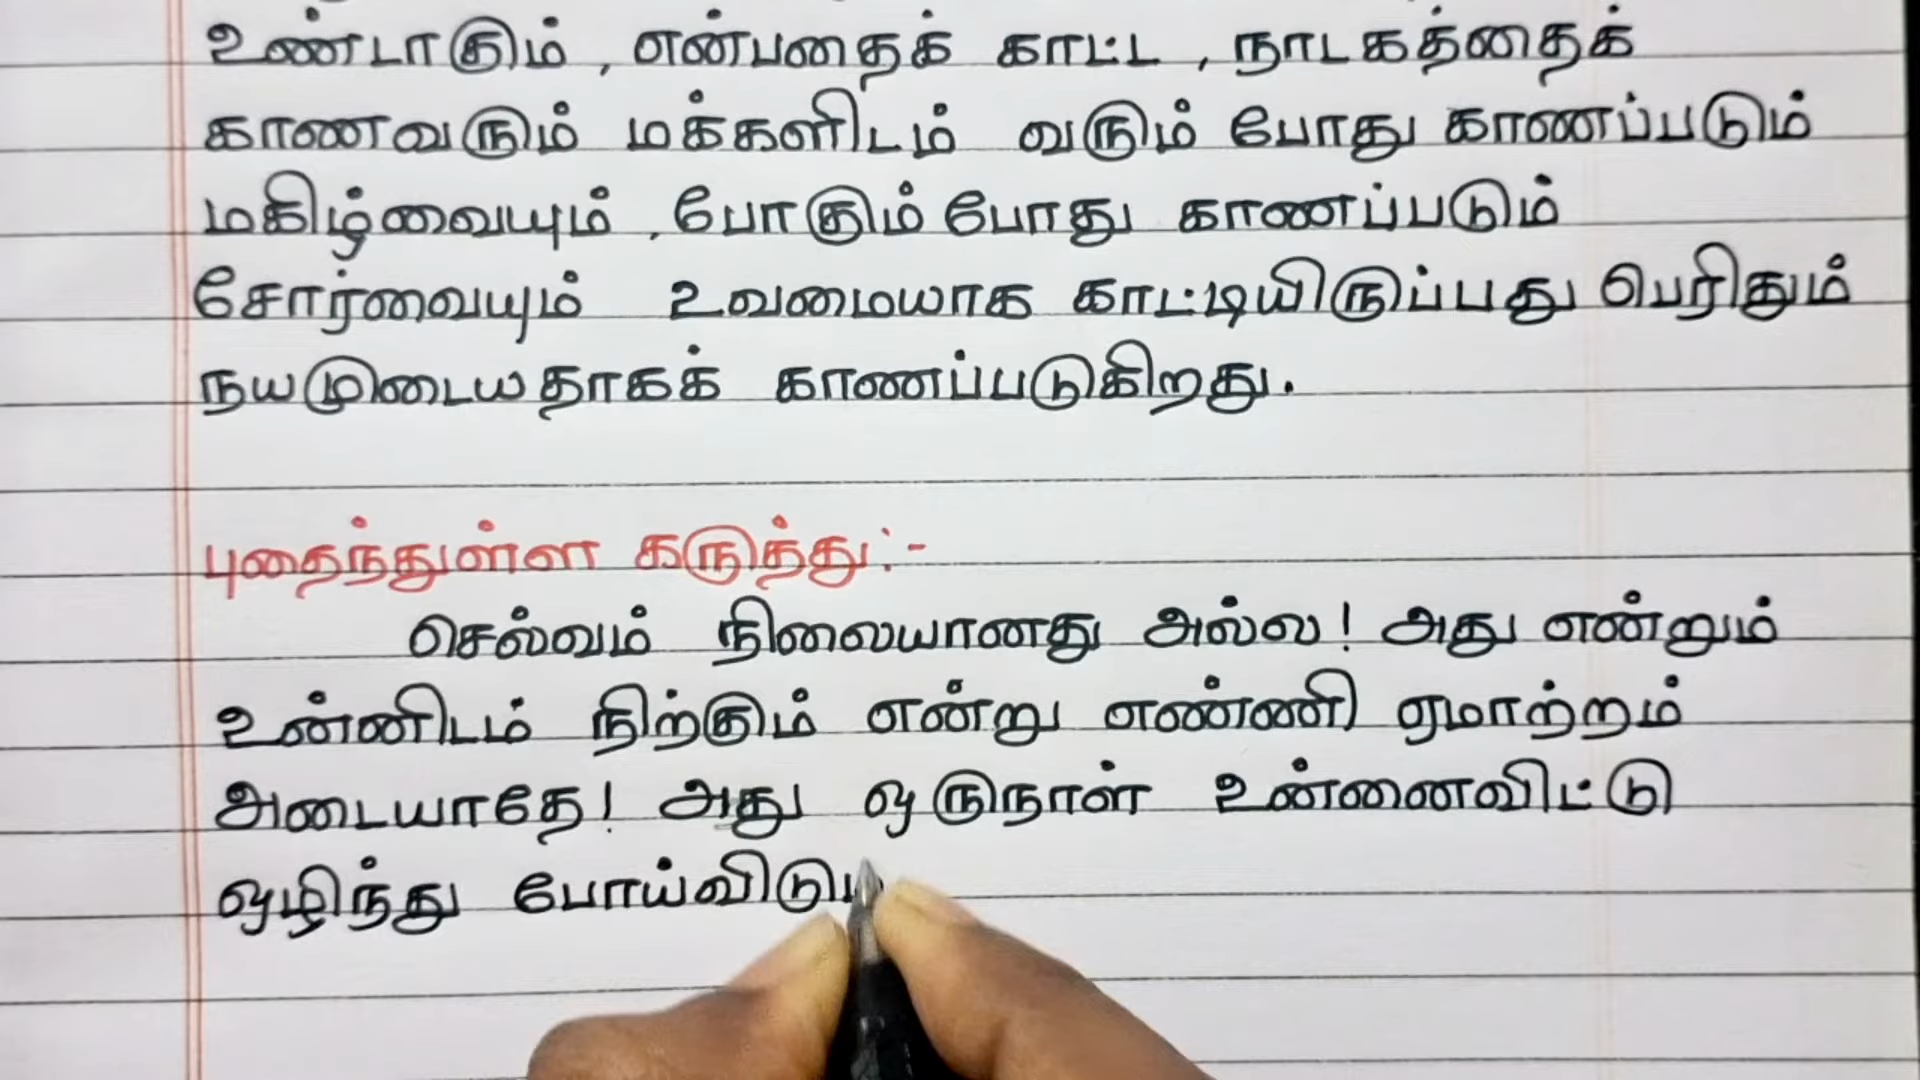 உண்டாகும், என்பதைக் காட்ட, நாடகத்தைக்
காணவரும் மக்களிடம் வரும் போது காணப்படும்
மகிழ்வையும், போகும் போது காணப்படும்
சோர்வையும் உவமையாக காட்டியிருப்பது பெரிதும்
நயமுடையதாகக் காணப்படுகிறது.
புதைந்துள்ள கருத்து:-
செல்வம் நிலையானது அல்ல! அது என்றும்
உன்னிடம் நிற்கும் என்று எண்ணி ஏமாற்றம்
அடையாதே! அது ஒருநாள் உன்னைவிட்டு
ஒழிந்து